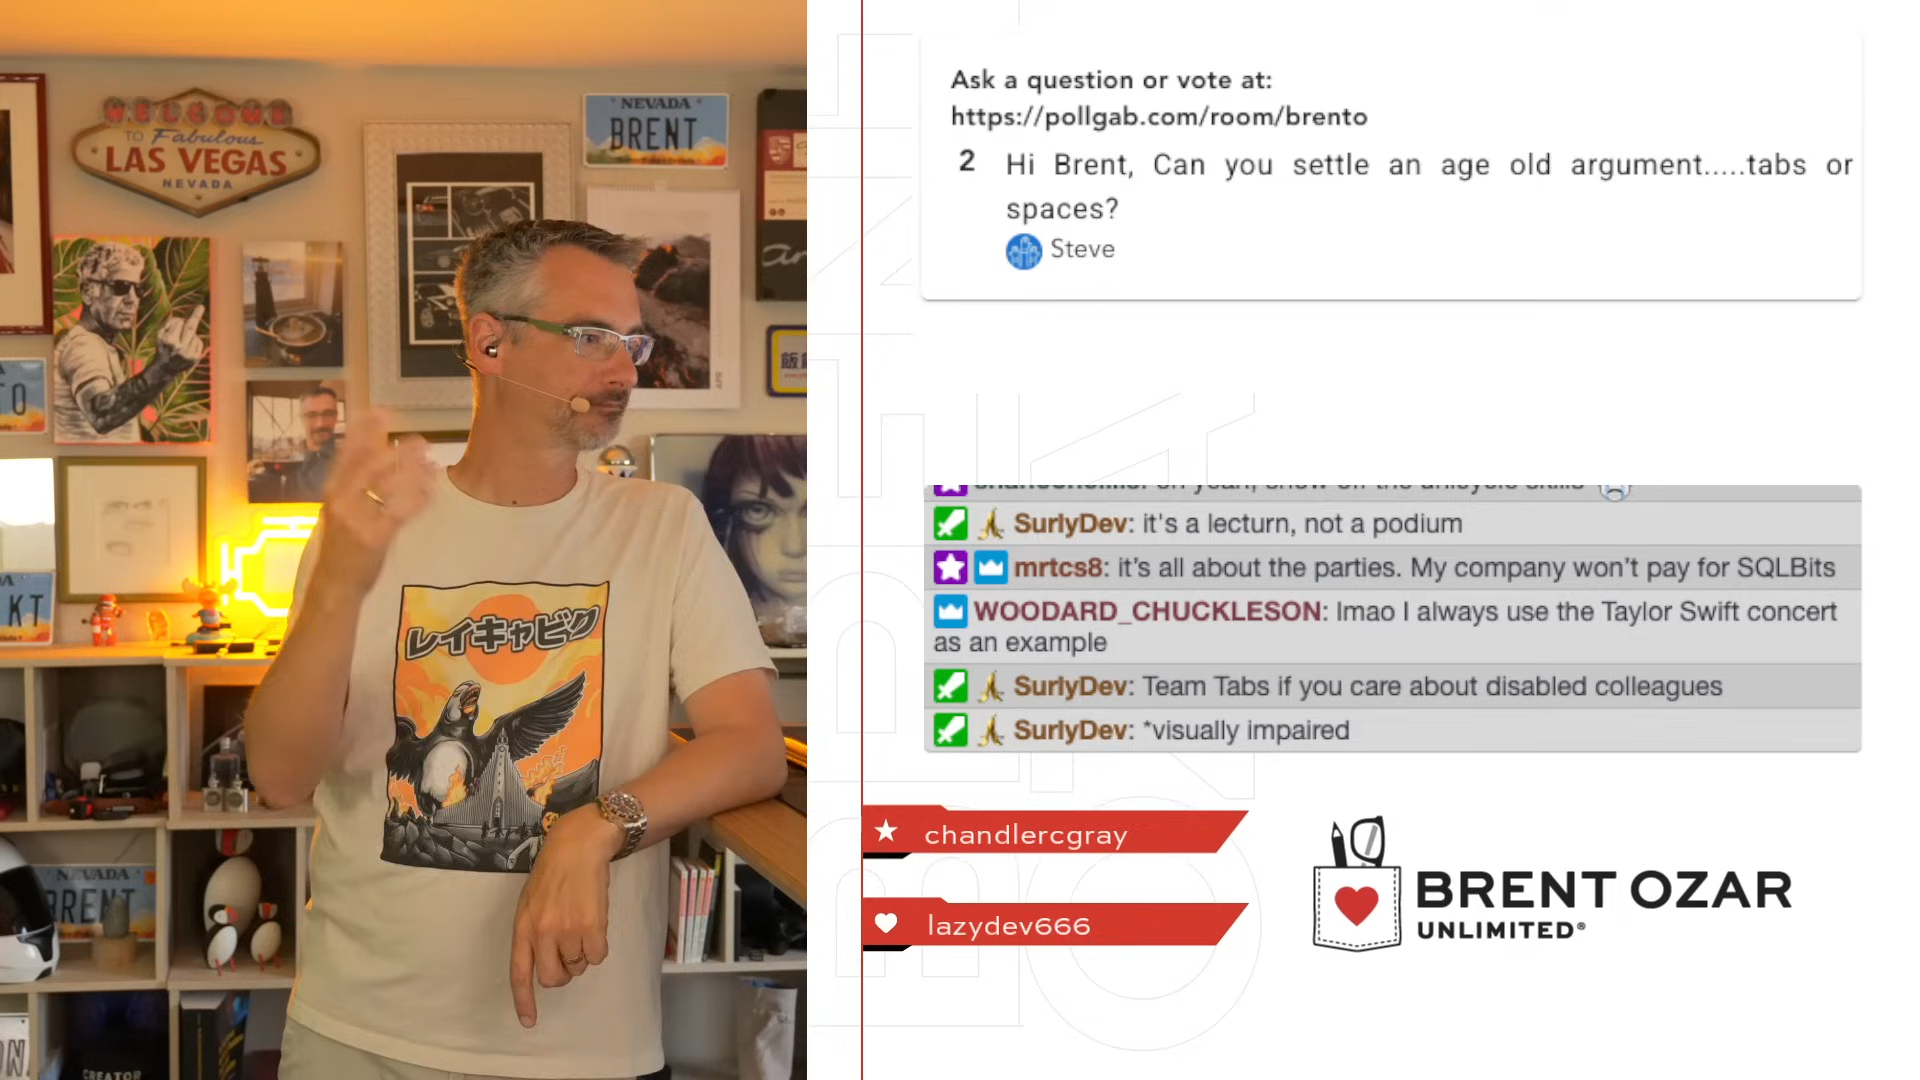 WELCOME
TO Fabulous
LAS VEGAS
NEVADA
NEVADA
BRENT
レイキャビク
KT
NEVADA
BRENT
CREATOR
Ask a question or vote at:
https://pollgab.com/room/brento
2 Hi Brent, Can you settle an age old argument.....tabs or
spaces?
Steve
SurlyDev: it's a lecturn, not a podium
mrtcs8: it’s all about the parties. My company won’t pay for SQLBits
WOODARD_CHUCKLESON: lmao I always use the Taylor Swift concert
as an example
SurlyDev: Team Tabs if you care about disabled colleagues
SurlyDev: *visually impaired
chandlercgray
lazydev666
BRENT OZAR
UNLIMITED®